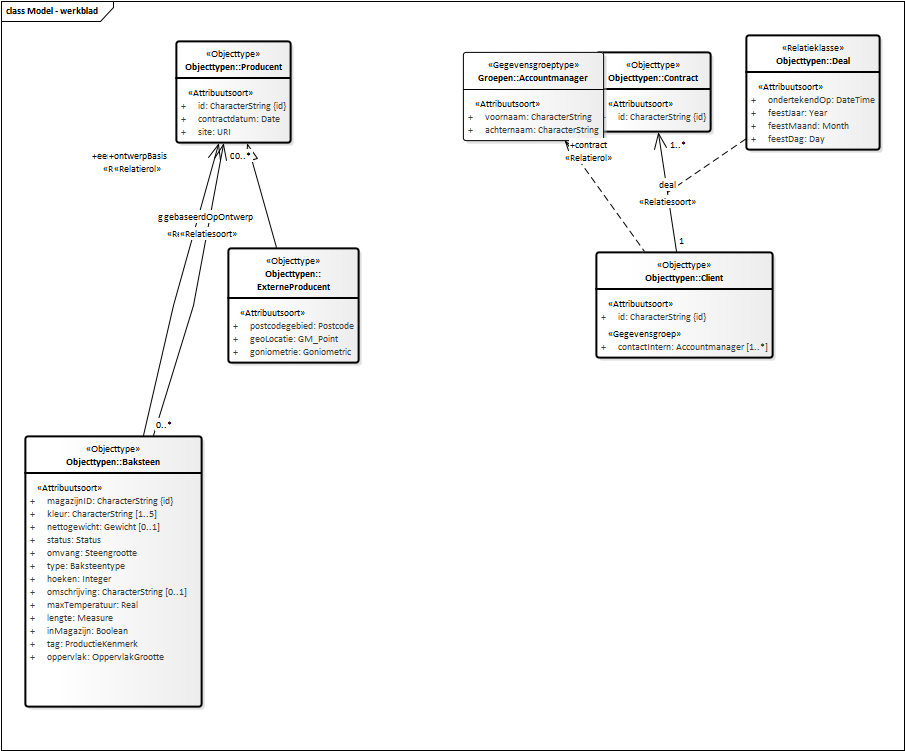 class Model - werkblad
«Objecttype»
Objecttypen::Producent
«Attribuutsoort»
+ id: CharacterString {id}
+ contractdatum: Date
+ site: URI
«Gegevensgroeptype»
Groepen::Accountmanager
«Attribuutsoort»
+ voornaam: CharacterString
+ achternaam: CharacterString
«Objecttype»
Objecttypen::Contract
«Attribuutsoort»
id: CharacterString {id}
«Relatieklasse»
Objecttypen::Deal
«Attribuutsoort»
+ ondertekendOp: DateTime
+ feestJaar: Year
+ feestMaand: Month
+ feestDag: Day
+ontwerpBasis
«Relatierol»
0..*
+contract
«Relatierol»
1..*
deal
«Relatiesoort»
1
gebaseerdOpOntwerp
«Relatiesoort»
«Objecttype»
Objecttypen::
ExterneProducent
«Attribuutsoort»
+ postcodegebied: Postcode
+ geoLocatie: GM_Point
+ goniometrie: Goniometric
«Objecttype»
Objecttypen::Client
«Attribuutsoort»
+ id: CharacterString {id}
«Gegevensgroep»
+ contactIntern: Accountmanager [1..*]
0..*
«Objecttype»
Objecttypen::Baksteen
«Attribuutsoort»
+ magazijnID: CharacterString {id}
+ kleur: CharacterString [1..5]
+ nettogewicht: Gewicht [0..1]
+ status: Status
+ omvang: Steengrootte
+ type: Baksteentype
+ hoeken: Integer
+ omschrijving: CharacterString [0..1]
+ maxTemperatuur: Real
+ lengte: Measure
+ inMagazijn: Boolean
+ tag: ProductieKenmerk
+ oppervlak: OppervlakGrootte